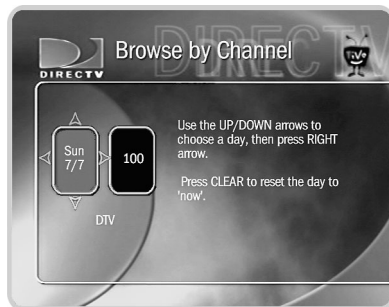 DIRECTV
Browse by Channel
TiVo
Sun
7/7
100
DTV
Use the UP/DOWN arrows to
choose a day, then press RIGHT
arrow.
Press CLEAR to reset the day to
'now'.